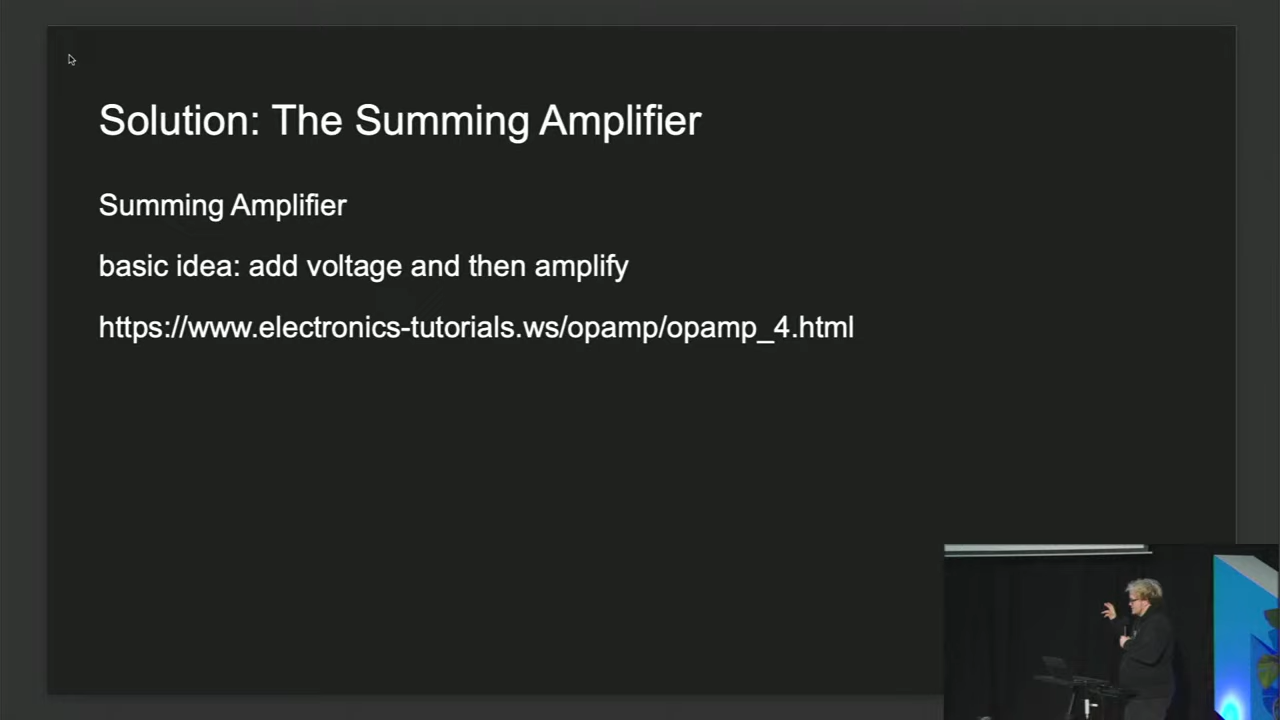 Solution: The Summing Amplifier
Summing Amplifier
basic idea: add voltage and then amplify
https://www.electronics-tutorials.ws/opamp/opamp_4.html